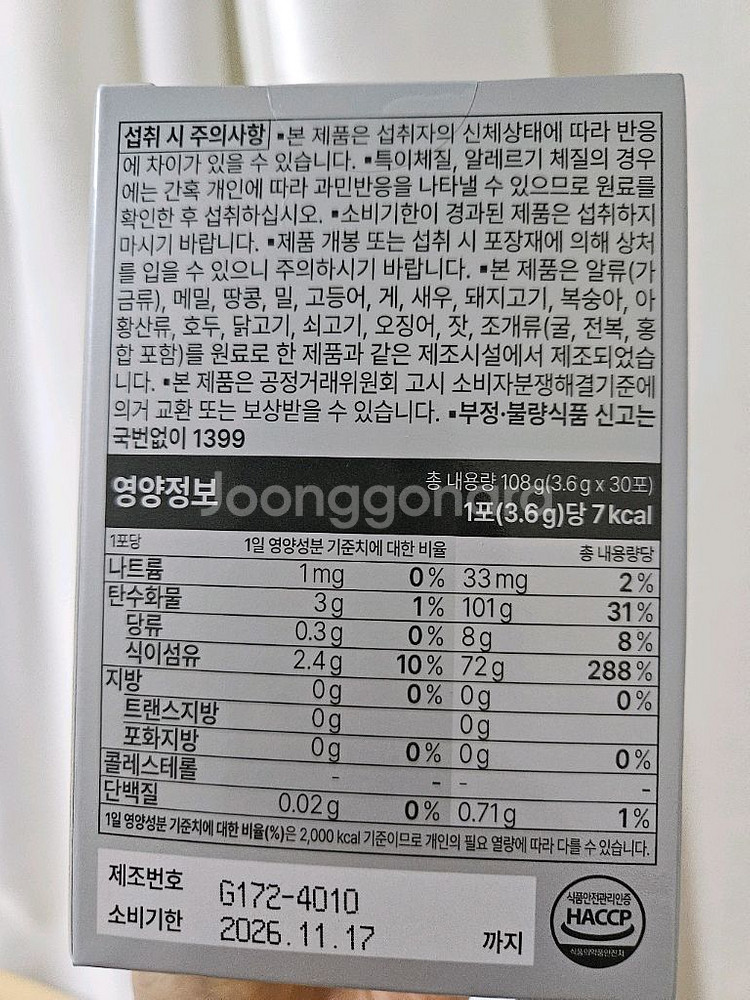 섭취 시 주의사항 ▪본 제품은 섭취자의 신체상태에 따라 반응
에 차이가 있을 수 있습니다. ▪특이체질, 알레르기 체질의 경우
에는 간혹 개인에 따라 과민반응을 나타낼 수 있으므로 원료를
확인한 후 섭취하십시오. ▪소비기한이 경과된 제품은 섭취하지
마시기 바랍니다. ▪제품 개봉 또는 섭취 시 포장재에 의해 상처
를 입을 수 있으니 주의하시기 바랍니다. ▪본 제품은 알류(가
금류), 메밀, 땅콩, 밀, 고등어, 게, 새우, 돼지고기, 복숭아, 아
황산류, 호두, 닭고기, 쇠고기, 오징어, 잣, 조개류(굴, 전복, 홍
합 포함)를 원료로 한 제품과 같은 제조시설에서 제조되었습
니다. ▪본 제품은 공정거래위원회 고시 소비자분쟁해결기준에
의거 교환 또는 보상받을 수 있습니다. ▪부정·불량식품 신고는
국번없이 1399
영양정보 총 내용량 108g(3.6g x 30포)
1포(3.6g)당 7kcal
Joonggonara
1포당 1일 영양성분 기준치에 대한 비율 총 내용량당
나트륨 1mg 0% 33mg 2%
탄수화물 3g 1% 101g 31%
당류 0.3g 0% 8g 8%
식이섬유 2.4g 10% 72g 288%
지방 0g 0% 0g 0%
트랜스지방 0g 0g
포화지방 0g 0% 0g 0%
콜레스테롤 - - - -
단백질 0.02g 0% 0.71g 1%
1일 영양성분 기준치에 대한 비율(%)은 2,000 kcal 기준이므로 개인의 필요 열량에 따라 다를 수 있습니다.
제조번호 G172-4010
소비기한 2026.11.17 까지
식품안전관리인증
HACCP
식품의약품안전처